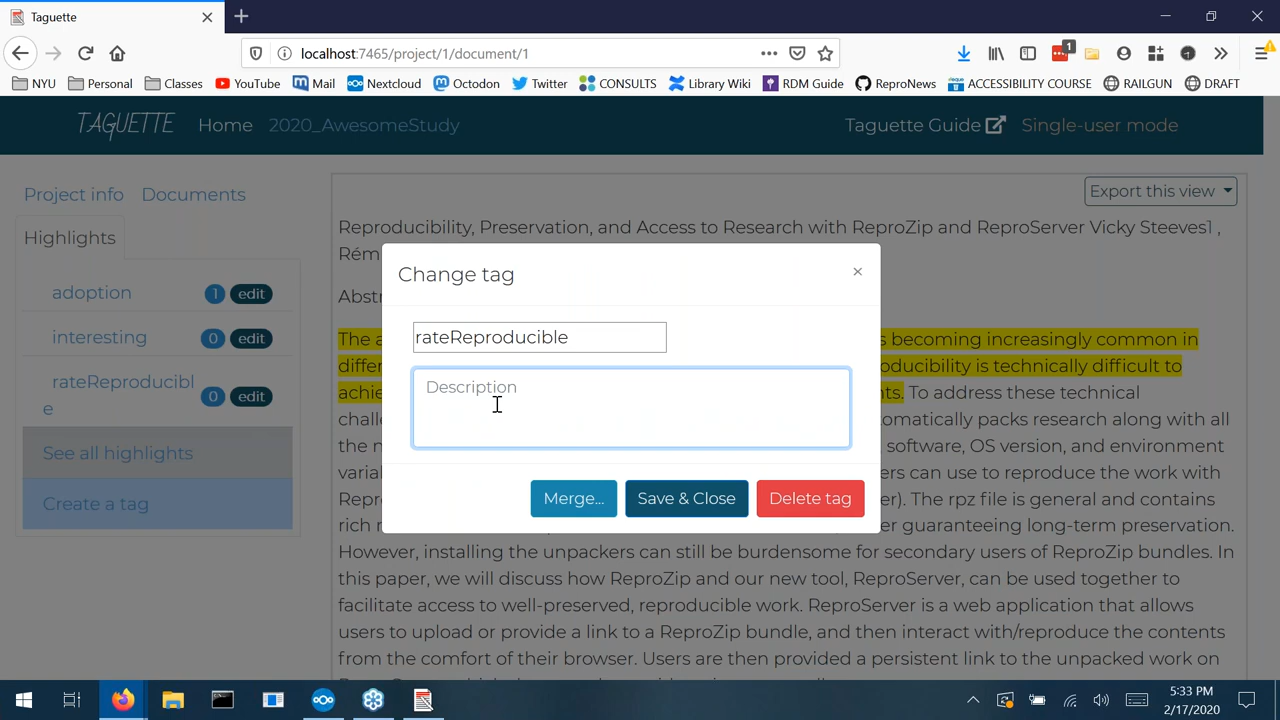 Taguette
localhost:7465/project/1/document/1
1
NYU Personal Classes YouTube Mail Nextcloud Octodon Twitter CONSULTS Library Wiki RDM Guide ReproNews ACCESSIBILITY COURSE RAILGUN DRAFT
TAGUETTE Home 2020_AwesomeStudy Taguette Guide Single-user mode
Project info Documents
Export this view
Highlights
adoption 1 edit
interesting 0 edit
rateReproducibl
e 0 edit
See all highlights
Create a tag
Reproducibility, Preservation, and Access to Research with ReproZip and ReproServer Vicky Steeves1 ,
Rém
Abstr
The a s becoming increasingly common in
differe oducibility is technically difficult to
achie ts. To address these technical
challe omatically packs research along with all
the n software, OS version, and environment
variab ers can use to reproduce the work with
Repro er). The rpz file is general and contains
rich r er guaranteeing long-term preservation.
However, installing the unpackers can still be burdensome for secondary users of ReproZip bundles. In
this paper, we will discuss how ReproZip and our new tool, ReproServer, can be used together to
facilitate access to well-preserved, reproducible work. ReproServer is a web application that allows
users to upload or provide a link to a ReproZip bundle, and then interact with/reproduce the contents
from the comfort of their browser. Users are then provided a persistent link to the unpacked work on
Change tag
×
rateReproducible
Description
Merge... Save & Close Delete tag
5:33 PM
2/17/2020